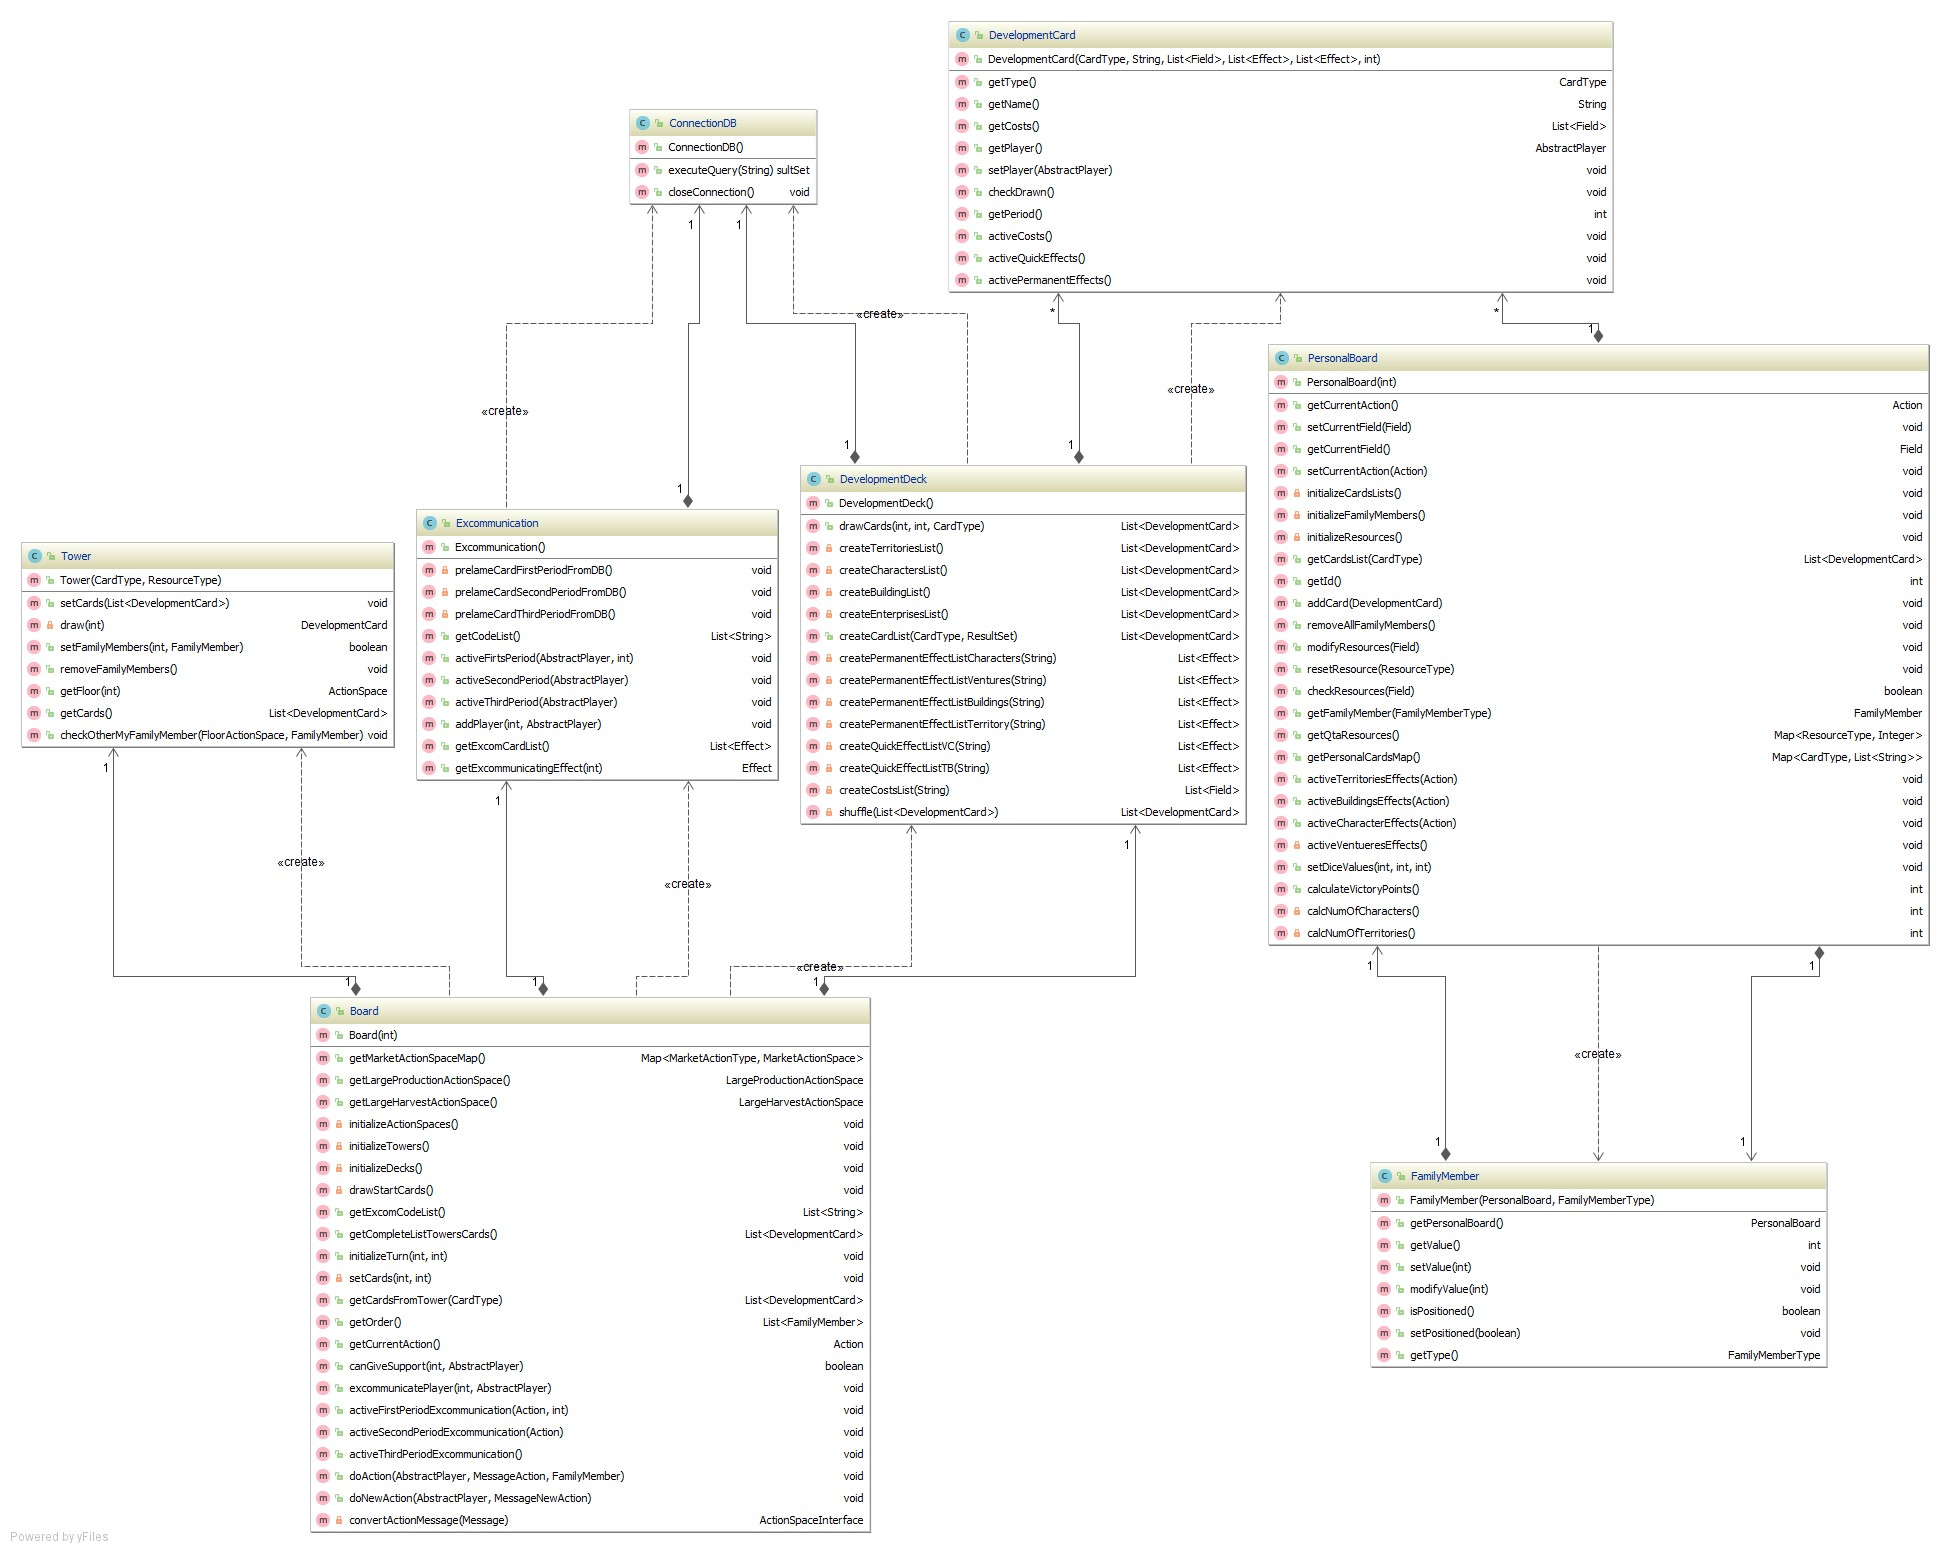 DevelopmentCard
DevelopmentCard(CardType, String, List<Field>, List<Effect>, List<Effect>, int)
getType() CardType
getName() String
getCosts() List<Field>
getPlayer() AbstractPlayer
setPlayer(AbstractPlayer) void
checkDrawn() void
getPeriod() int
activeCosts() void
activeQuickEffects() void
activePermanentEffects() void
ConnectionDB
ConnectionDB()
executeQuery(String) sultSet
closeConnection() void
1
1
«create»
*
*
1
«create»
«create»
1
1
1
PersonalBoard
PersonalBoard(int)
getCurrentAction() Action
setCurrentField(Field) void
getCurrentField() Field
setCurrentAction(Action) void
initializeCardsLists() void
initializeFamilyMembers() void
initializeResources() void
getCardsList(CardType) List<DevelopmentCard>
getId() int
addCard(DevelopmentCard) void
removeAllFamilyMembers() void
modifyResources(Field) void
resetResource(ResourceType) void
checkResources(Field) boolean
getFamilyMember(FamilyMemberType) FamilyMember
getQtaResources() Map<ResourceType, Integer>
getPersonalCardsMap() Map<CardType, List<String>>
activeTerritoriesEffects(Action) void
activeBuildingsEffects(Action) void
activeCharacterEffects(Action) void
activeVentueresEffects() void
setDiceValues(int, int, int) void
calculateVictoryPoints() int
calcNumOfCharacters() int
calcNumOfTerritories() int
DevelopmentDeck
DevelopmentDeck()
drawCards(int, int, CardType) List<DevelopmentCard>
createTerritoriesList() List<DevelopmentCard>
createCharactersList() List<DevelopmentCard>
createBuildingList() List<DevelopmentCard>
createEnterprisesList() List<DevelopmentCard>
createCardList(CardType, ResultSet) List<DevelopmentCard>
createPermanentEffectListCharacters(String) List<Effect>
createPermanentEffectListVentures(String) List<Effect>
createPermanentEffectListBuildings(String) List<Effect>
createPermanentEffectListTerritory(String) List<Effect>
createQuickEffectListVC(String) List<Effect>
createQuickEffectListTB(String) List<Effect>
createCostsList(String) List<Field>
shuffle(List<DevelopmentCard>) List<DevelopmentCard>
Excommunication
Excommunication()
prelameCardFirstPeriodFromDB() void
prelameCardSecondPeriodFromDB() void
prelameCardThirdPeriodFromDB() void
getCodeList() List<String>
activeFirtsPeriod(AbstractPlayer, int) void
activeSecondPeriod(AbstractPlayer) void
activeThirdPeriod(AbstractPlayer) void
addPlayer(int, AbstractPlayer) void
getExcomCardList() List<Effect>
getExcommunicatingEffect(int) Effect
Tower
Tower(CardType, ResourceType)
setCards(List<DevelopmentCard>) void
draw(int) DevelopmentCard
setFamilyMembers(int, FamilyMember) boolean
removeFamilyMembers() void
getFloor(int) ActionSpace
getCards() List<DevelopmentCard>
checkOtherMyFamilyMember(FloorActionSpace, FamilyMember) void
1
1
1
«create»
«create»
«create»
1
1
1
1
1
«create»
1
1
Board
Board(int)
getMarketActionSpaceMap() Map<MarketActionType, MarketActionSpace>
getLargeProductionActionSpace() LargeProductionActionSpace
getLargeHarvestActionSpace() LargeHarvestActionSpace
initializeActionSpaces() void
initializeTowers() void
initializeDecks() void
drawStartCards() void
getExcomCodeList() List<String>
getCompleteListTowersCards() List<DevelopmentCard>
initializeTurn(int, int) void
setCards(int, int) void
getCardsFromTower(CardType) List<DevelopmentCard>
getOrder() List<FamilyMember>
getCurrentAction() Action
canGiveSupport(int, AbstractPlayer) boolean
excommunicatePlayer(int, AbstractPlayer) void
activeFirstPeriodExcommunication(Action, int) void
activeSecondPeriodExcommunication(Action) void
activeThirdPeriodExcommunication() void
doAction(AbstractPlayer, MessageAction, FamilyMember) void
doNewAction(AbstractPlayer, MessageNewAction) void
convertActionMessage(Message) ActionSpaceInterface
FamilyMember
FamilyMember(PersonalBoard, FamilyMemberType)
getPersonalBoard() PersonalBoard
getValue() int
setValue(int) void
modifyValue(int) void
isPositioned() boolean
setPositioned(boolean) void
getType() FamilyMemberType
Powered by yFiles